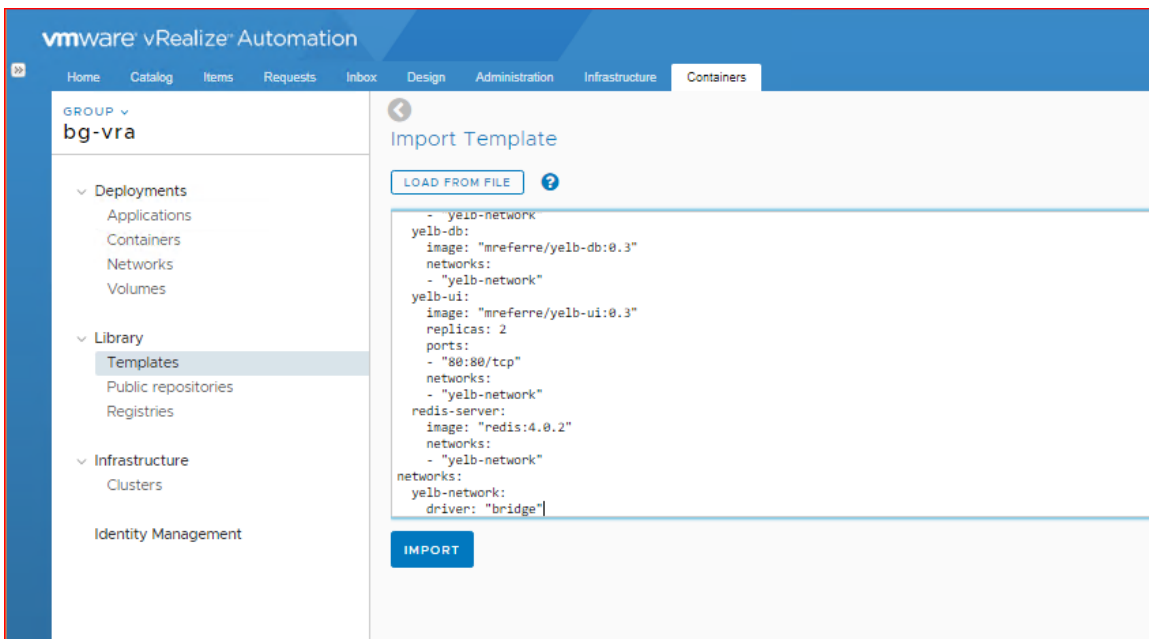 vmware vRealize™ Automation
Home Catalog Items Requests Inbox Design Administration Infrastructure Containers
GROUP
bg-vra
Deployments
Applications
Containers
Networks
Volumes
Library
Templates
Public repositories
Registries
Infrastructure
Clusters
Identity Management
Import Template
LOAD FROM FILE ?
- "yelb-network"
yelb-db:
image: "mreferre/yelb-db:0.3"
networks:
- "yelb-network"
yelb-ui:
image: "mreferre/yelb-ui:0.3"
replicas: 2
ports:
- "80:80/tcp"
networks:
- "yelb-network"
redis-server:
image: "redis:4.0.2"
networks:
- "yelb-network"
networks:
yelb-network:
driver: "bridge"
IMPORT